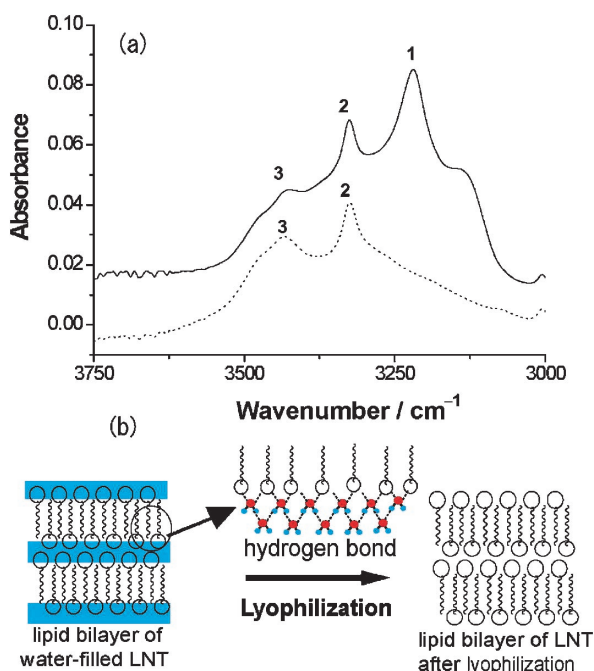 (a)
0.10
0.08
0.06
0.04
0.02
0.00
Absorbance
1
2
3
2
3
3750 3500 3250 3000
Wavenumber / cm⁻¹
(b)
hydrogen bond
Lyophilization
lipid bilayer of
water-filled LNT
lipid bilayer of LNT
after lyophilization